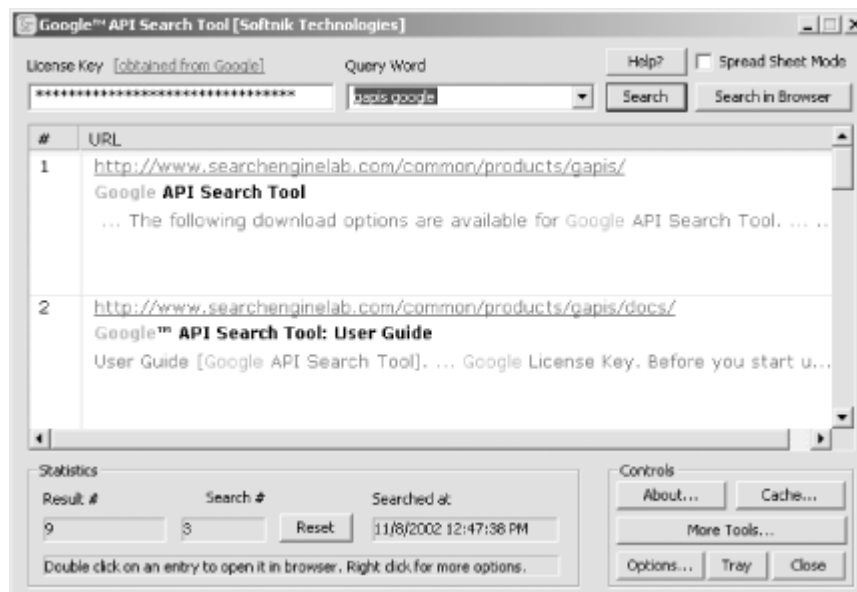 Google™ API Search Tool [Softnik Technologies]
License Key [obtained from Google] Query Word Help? Spread Sheet Mode
******************************** gapis google Search Search in Browser
# URL
1 http://www.searchenginelab.com/common/products/gapis/
Google API Search Tool
... The following download options are available for Google API Search Tool. ... ..
2 http://www.searchenginelab.com/common/products/gapis/docs/
Google™ API Search Tool: User Guide
User Guide [Google API Search Tool]. ... Google License Key. Before you start u...
Statistics Controls
Result # Search # Searched at About... Cache...
9 3 Reset 11/8/2002 12:47:38 PM More Tools...
Double click on an entry to open it in browser. Right click for more options. Options... Tray Close